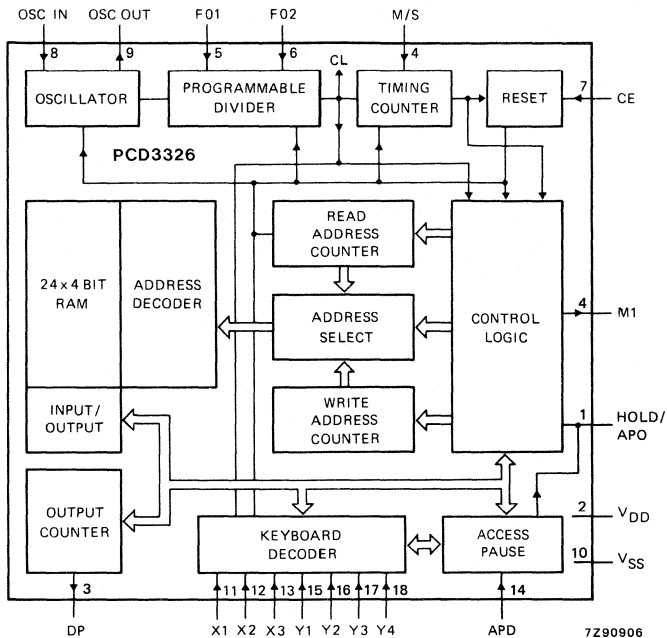 OSC IN OSC OUT F01 F02 M/S
8 9 5 6 4
CL
OSCILLATOR
PROGRAMMABLE
DIVIDER
TIMING
COUNTER
RESET
7 CE
PCD3326
READ
ADDRESS
COUNTER
24 x 4 BIT
RAM
ADDRESS
DECODER
ADDRESS
SELECT
CONTROL
LOGIC
4 M1
INPUT/
OUTPUT
WRITE
ADDRESS
COUNTER
1 HOLD/
APO
OUTPUT
COUNTER
KEYBOARD
DECODER
ACCESS
PAUSE
2 VDD
10 VSS
3 11 12 13 15 16 17 18 14
DP X1 X2 X3 Y1 Y2 Y3 Y4 APD
7Z90906